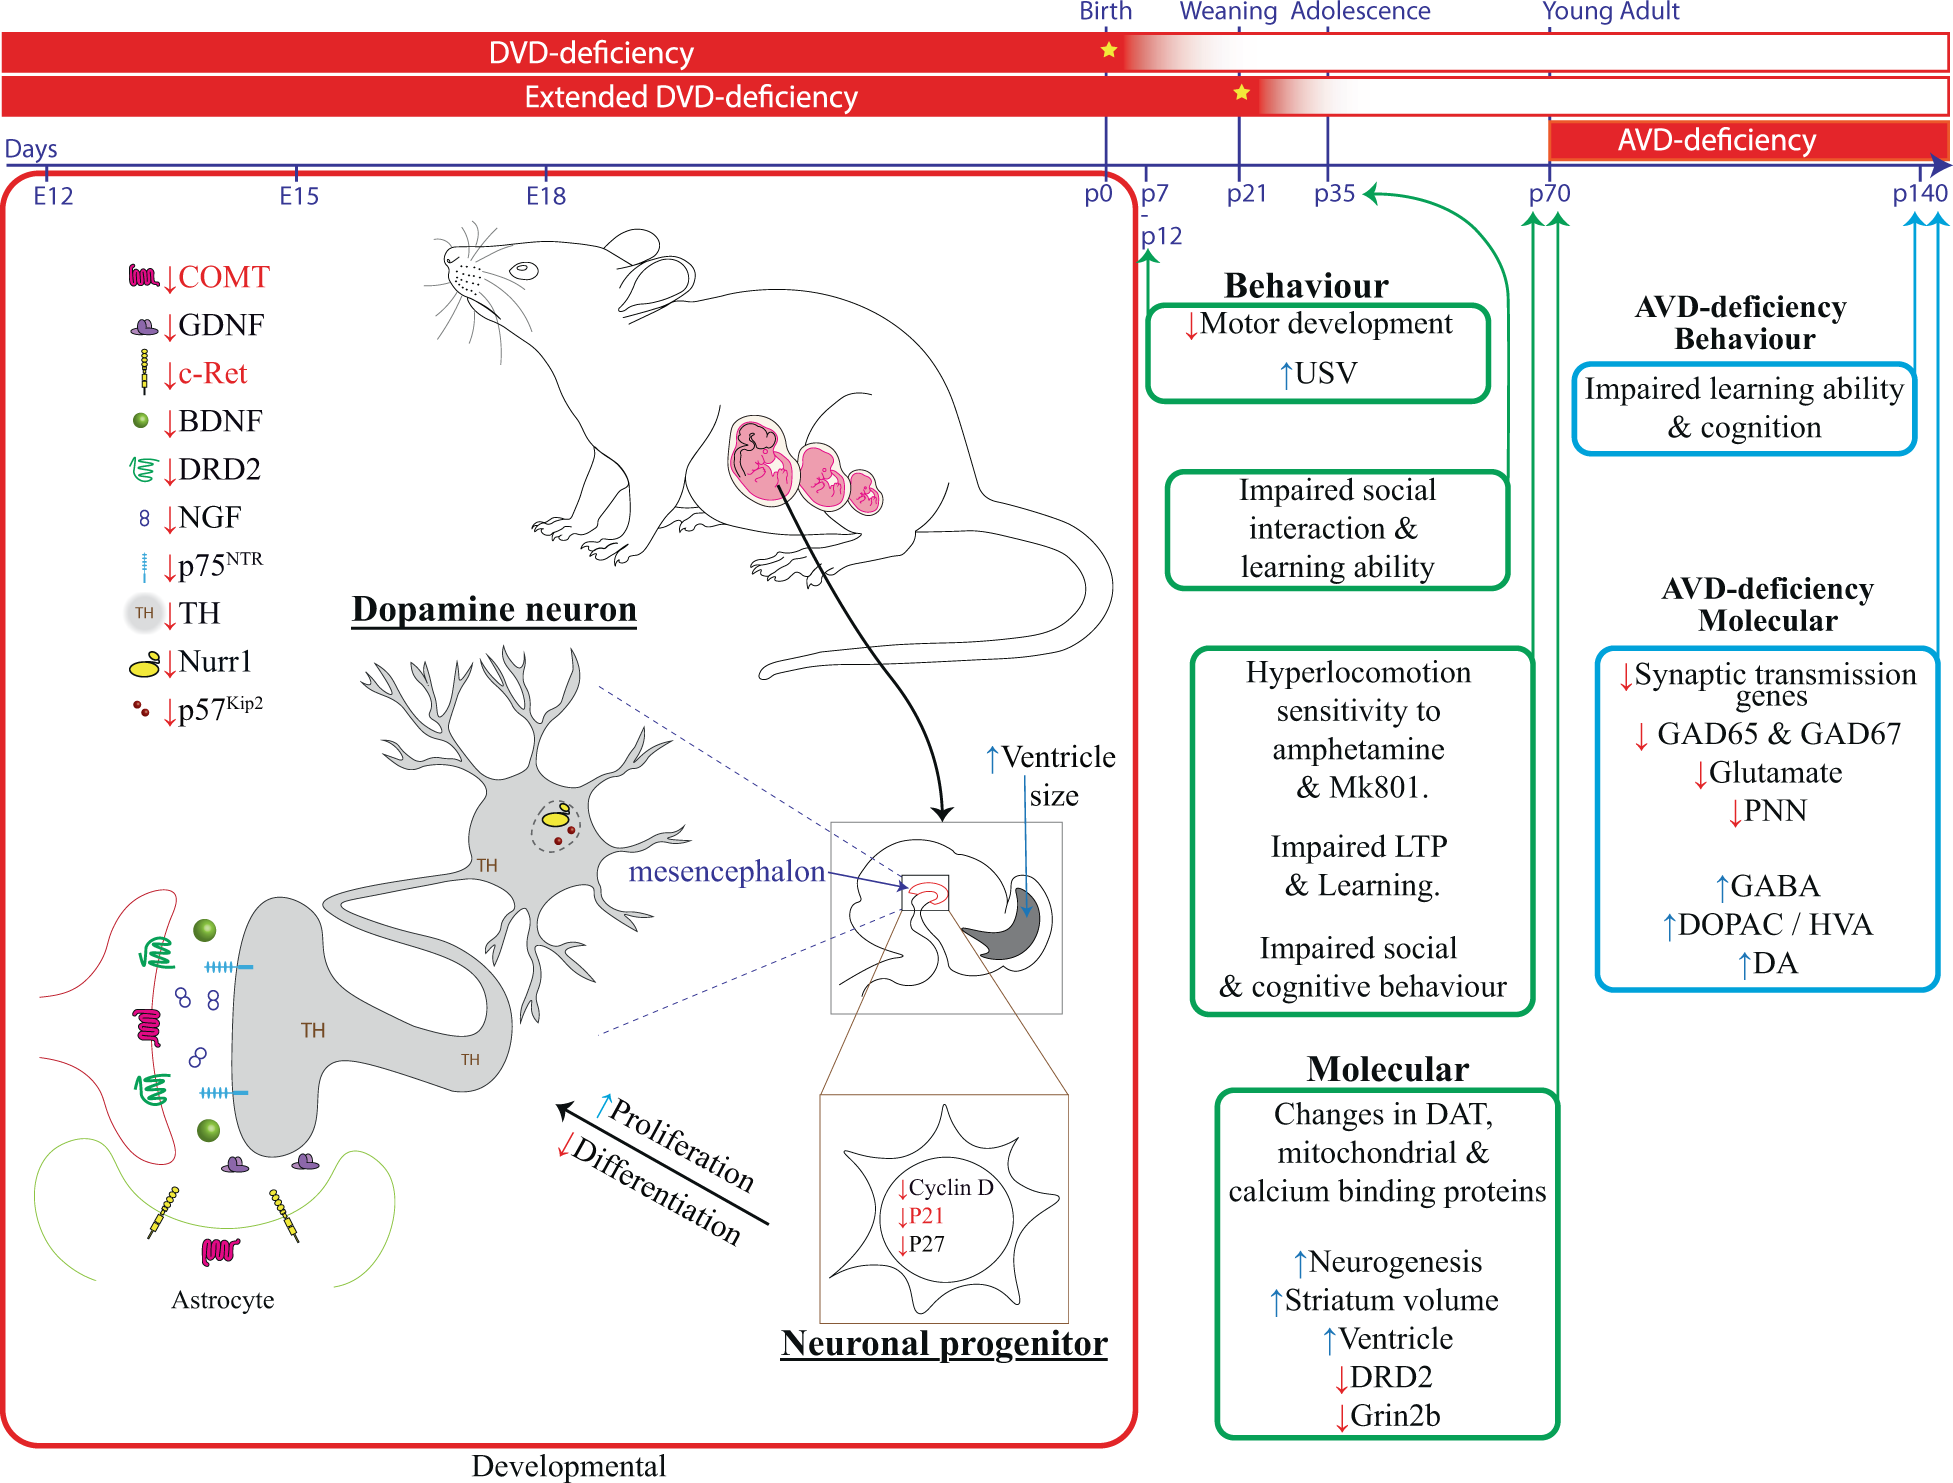 Birth
Weaning
Adolescence
Young Adult
DVD-deficiency
Extended DVD-deficiency
AVD-deficiency
Days
E12
E15
E18
p0
p7
-
p12
p21
p35
p70
p140
↓COMT
↓GDNF
↓c-Ret
↓BDNF
↓DRD2
↓NGF
↓p75NTR
TH
↓TH
↓Nurr1
↓p57Kip2
Dopamine neuron
TH
TH
TH
Astrocyte
mesencephalon
↑Ventricle
size
↑Proliferation
↓Differentiation
↓Cyclin D
↓P21
↓P27
Neuronal progenitor
Developmental
Behaviour
↓Motor development
↑USV
Impaired social
interaction &
learning ability
Hyperlocomotion
sensitivity to
amphetamine
& Mk801.
Impaired LTP
& Learning.
Impaired social
& cognitive behaviour
Molecular
Changes in DAT,
mitochondrial &
calcium binding proteins
↑Neurogenesis
↑Striatum volume
↑Ventricle
↓DRD2
↓Grin2b
AVD-deficiency
Behaviour
Impaired learning ability
& cognition
AVD-deficiency
Molecular
↓Synaptic transmission
genes
↓ GAD65 & GAD67
↓Glutamate
↓PNN
↑GABA
↑DOPAC / HVA
↑DA